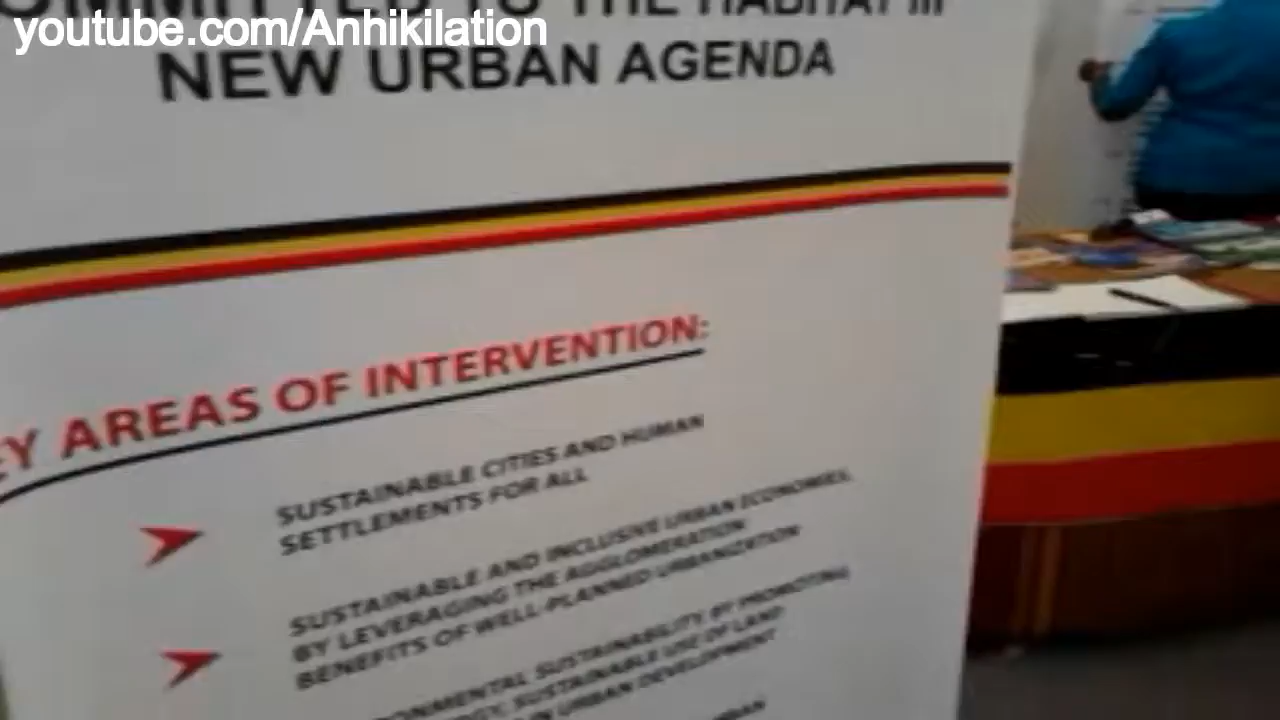 youtube.com/Anhikilation
TO THE HABITAT III
NEW URBAN AGENDA
AREAS OF INTERVENTION:
SUSTAINABLE CITIES AND HUMAN
SETTLEMENTS FOR ALL
SUSTAINABLE AND INCLUSIVE URBAN ECONOMIES,
BY LEVERAGING THE AGGLOMERATION
BENEFITS OF WELL-PLANNED URBANIZATION
SUSTAINABILITY, BY PROMOTING
SUSTAINABLE USE OF LAND
IN URBAN DEVELOPMENT